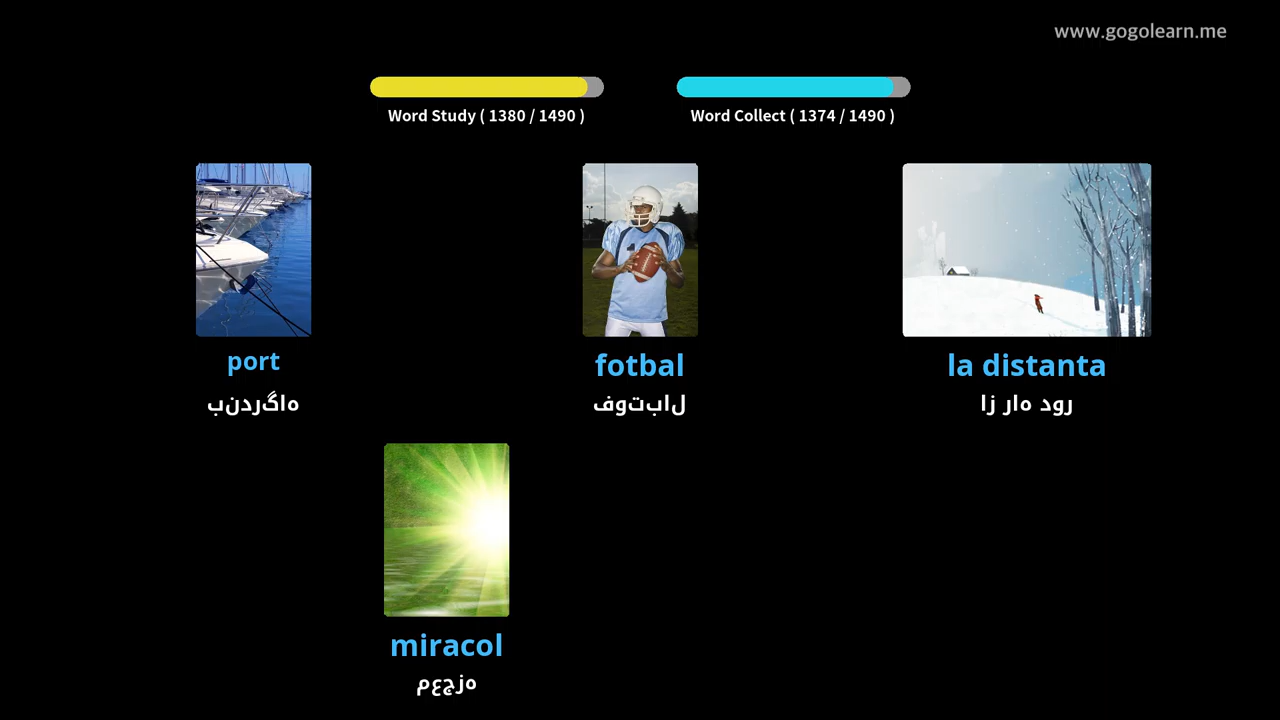 www.gogolearn.me
Word Study ( 1380 / 1490 )
Word Collect ( 1374 / 1490 )
port
هاگردنب
fotbal
لابتوف
la distanta
رود هار زا
miracol
هزجعم